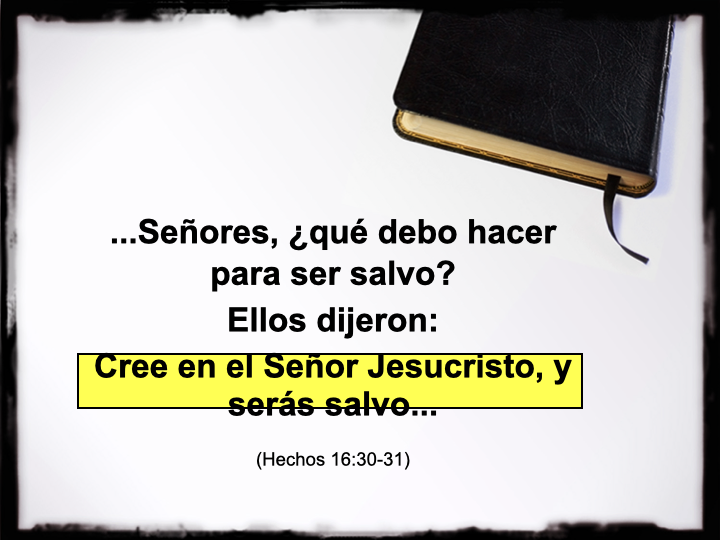 ...Señores, ¿qué debo hacer
para ser salvo?
Ellos dijeron:
Cree en el Señor Jesucristo, y
serás salvo...
(Hechos 16:30-31)